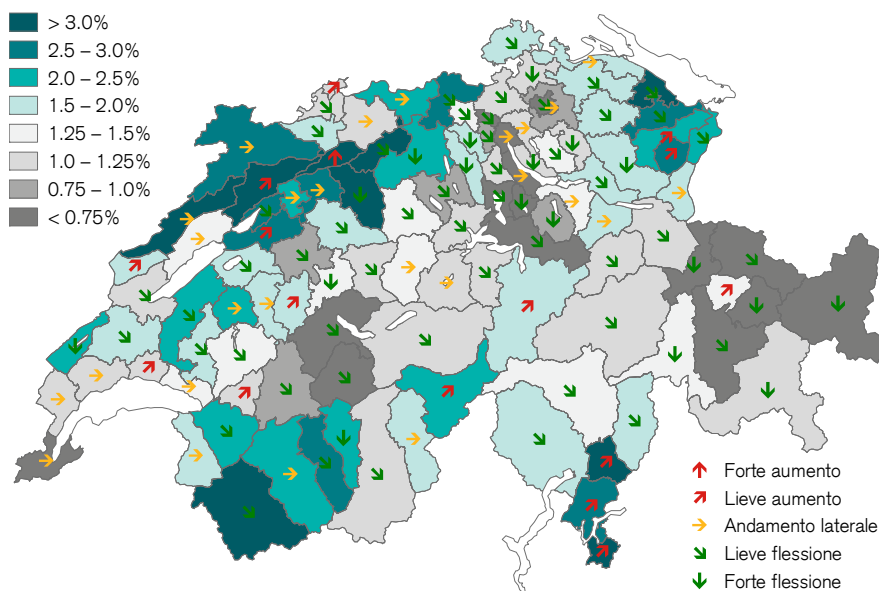 > 3.0%
2.5 – 3.0%
2.0 – 2.5%
1.5 – 2.0%
1.25 – 1.5%
1.0 – 1.25%
0.75 – 1.0%
< 0.75%
Forte aumento
Lieve aumento
Andamento laterale
Lieve flessione
Forte flessione